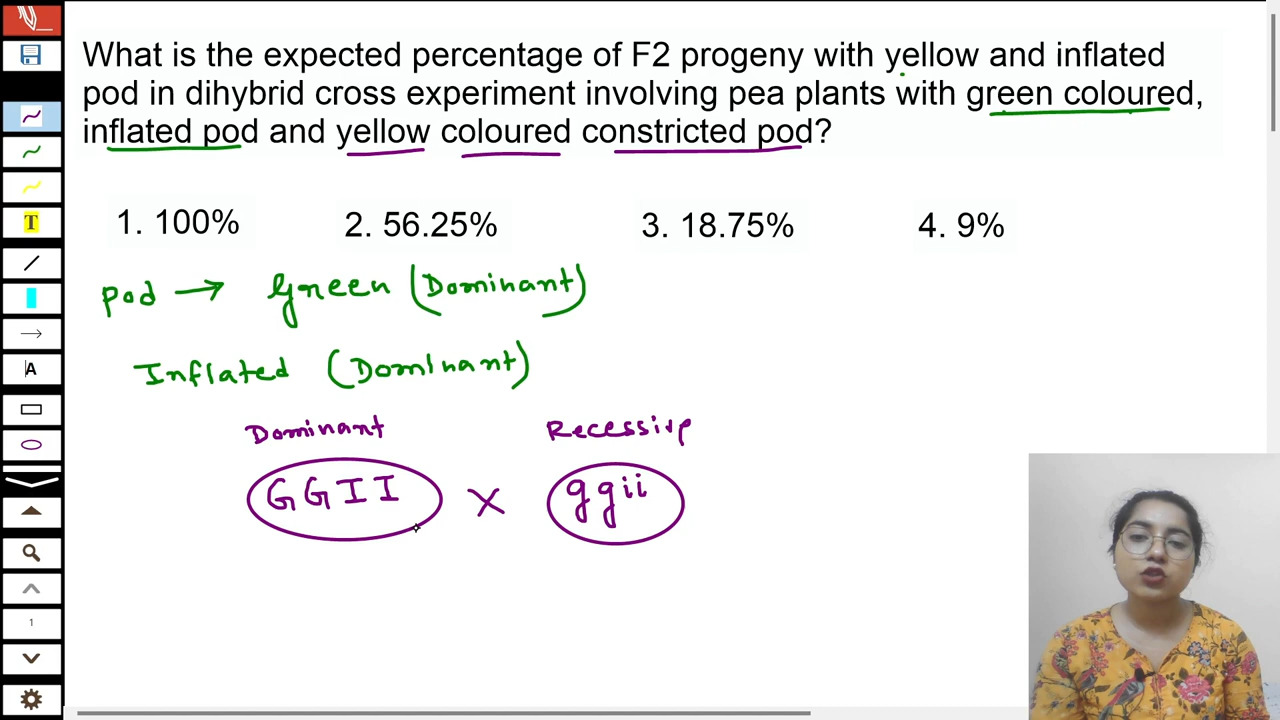 What is the expected percentage of F2 progeny with yellow and inflated
pod in dihybrid cross experiment involving pea plants with green coloured,
inflated pod and yellow coloured constricted pod?
1. 100% 2. 56.25% 3. 18.75% 4. 9%
pod → Green (Dominant)
Inflated (Dominant)
Dominant Recessive
GGII X ggii
T
A
1